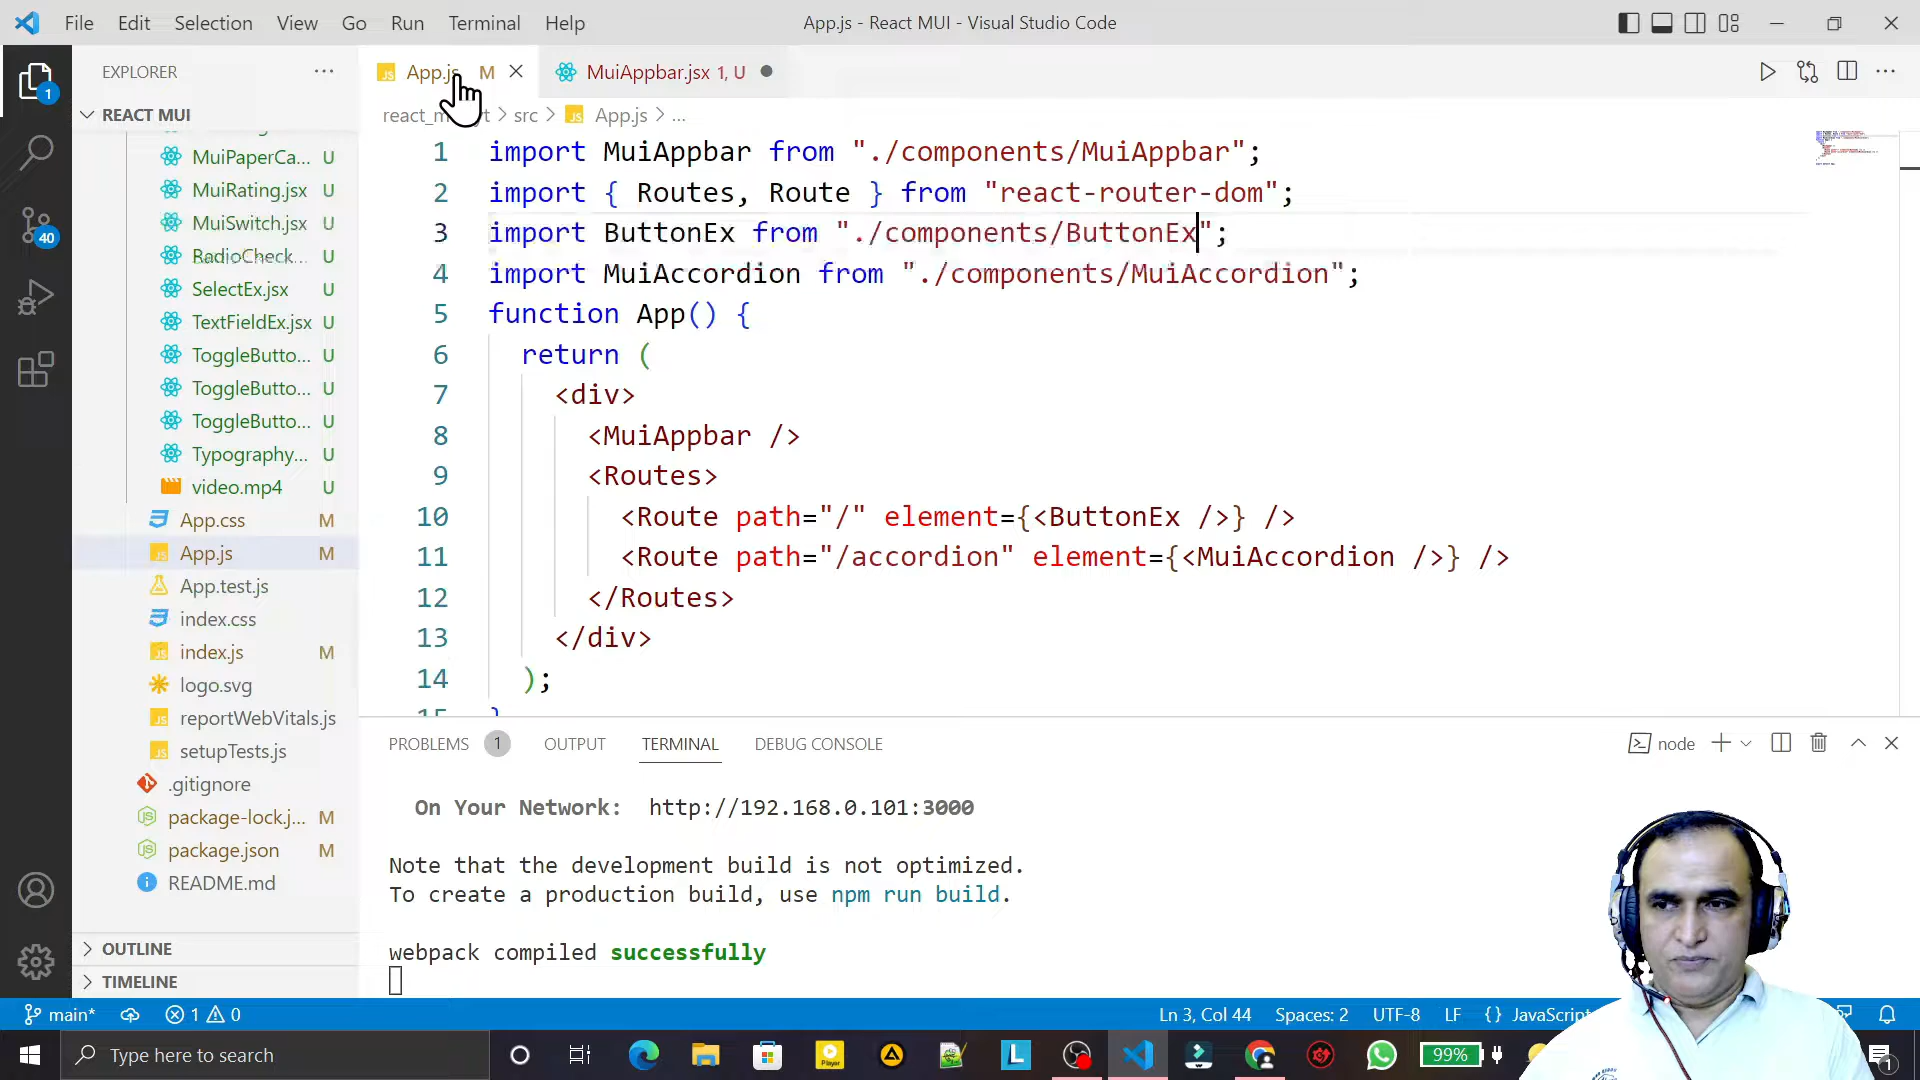 File Edit Selection View Go Run Terminal Help
App.js - React MUI - Visual Studio Code
EXPLORER
REACT MUI
MuiPaperCa... U
MuiRating.jsx U
MuiSwitch.jsx U
RadioCheck... U
SelectEx.jsx U
TextFieldEx.jsx U
ToggleButto... U
ToggleButto... U
ToggleButto... U
Typography... U
video.mp4 U
App.css M
App.js M
App.test.js
index.css
index.js M
logo.svg
reportWebVitals.js
setupTests.js
.gitignore
package-lock.j... M
package.json M
README.md
OUTLINE
TIMELINE
1
40
App.js M
MuiAppbar.jsx 1, U
src > App.js > ...
1 import MuiAppbar from "./components/MuiAppbar";
2 import { Routes, Route } from "react-router-dom";
3 import ButtonEx from "./components/ButtonEx";
4 import MuiAccordion from "./components/MuiAccordion";
5 function App() {
6 return (
7 <div>
8 <MuiAppbar />
9 <Routes>
10 <Route path="/" element={<ButtonEx />} />
11 <Route path="/accordion" element={<MuiAccordion />} />
12 </Routes>
13 </div>
14 );
15 }
PROBLEMS 1 OUTPUT TERMINAL DEBUG CONSOLE
node
On Your Network: http://192.168.0.101:3000
Note that the development build is not optimized.
To create a production build, use npm run build.
webpack compiled successfully
main* 1 0
Ln 3, Col 44 Spaces: 2 UTF-8 LF {} JavaScript
Type here to search
99%
1